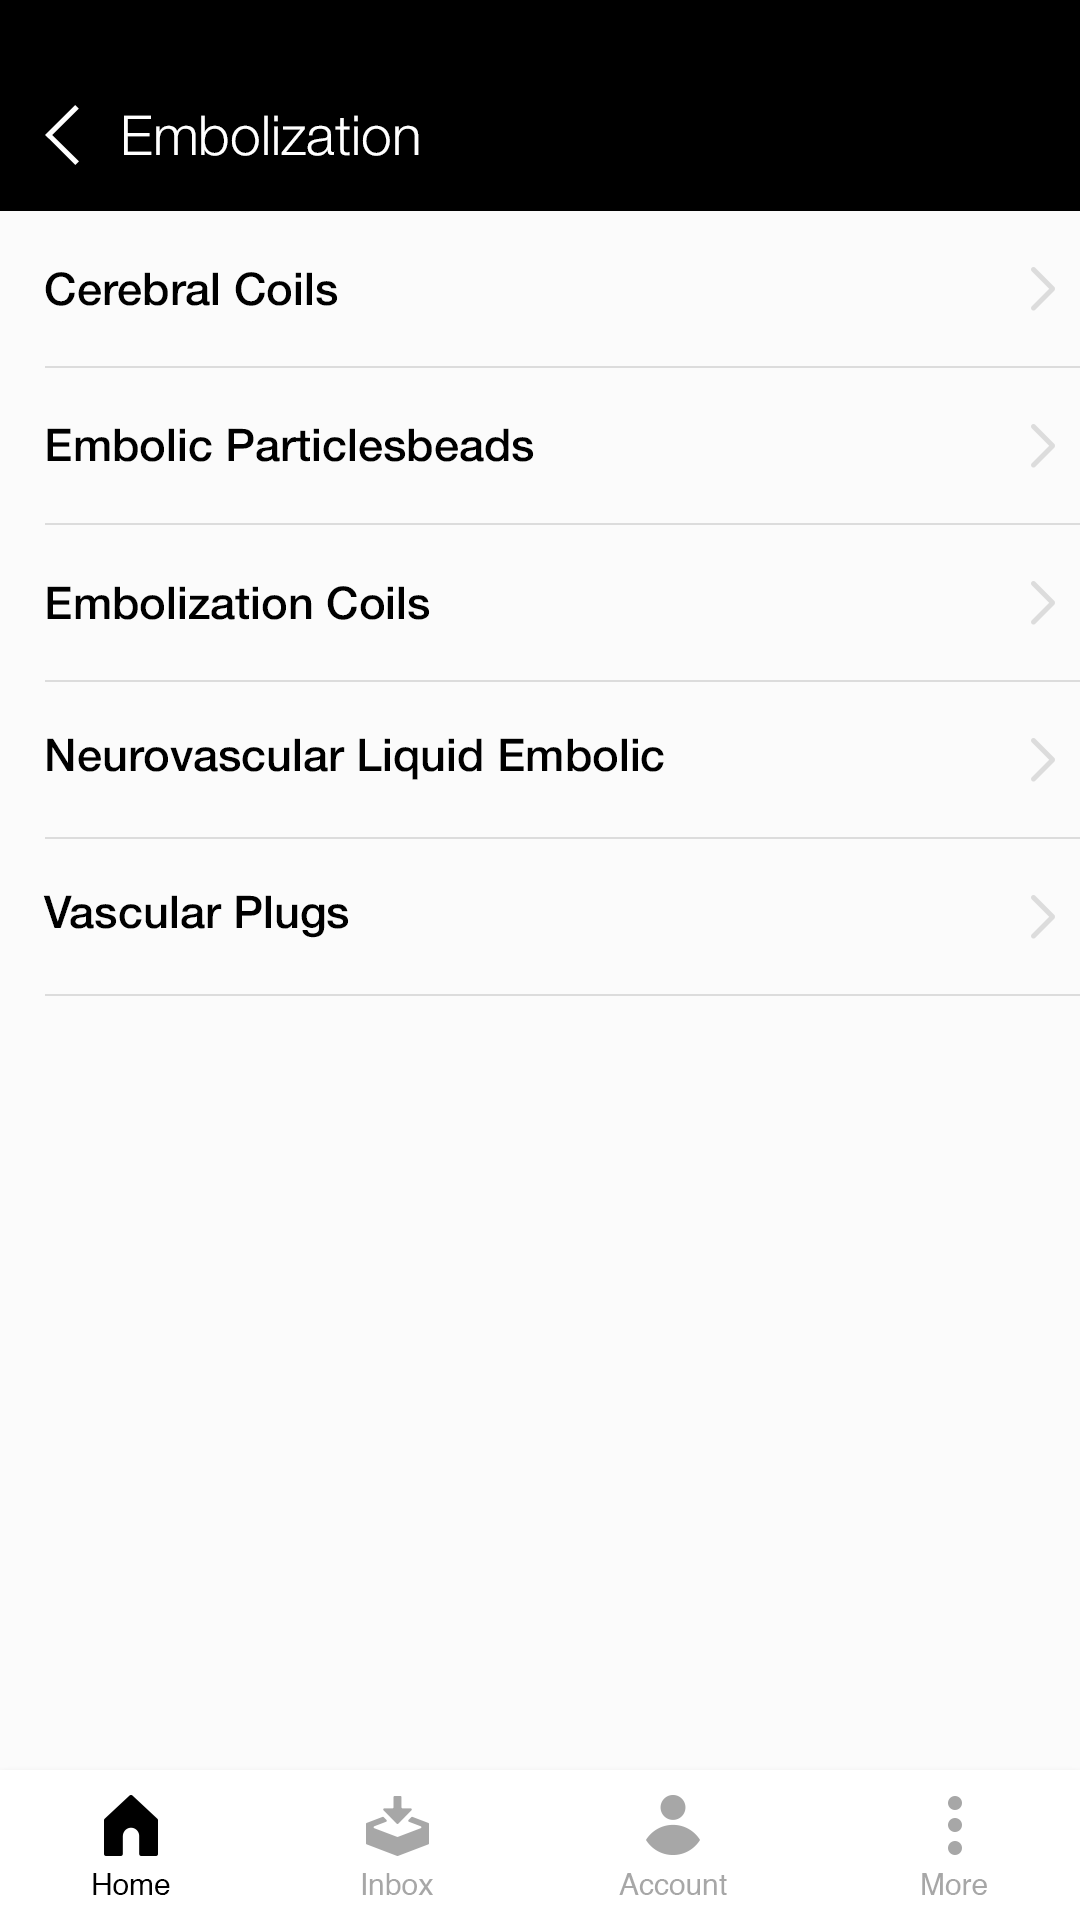 Embolization
Cerebral Coils
Embolic Particlesbeads
Embolization Coils
Neurovascular Liquid Embolic
Vascular Plugs
Home
Inbox
Account
More